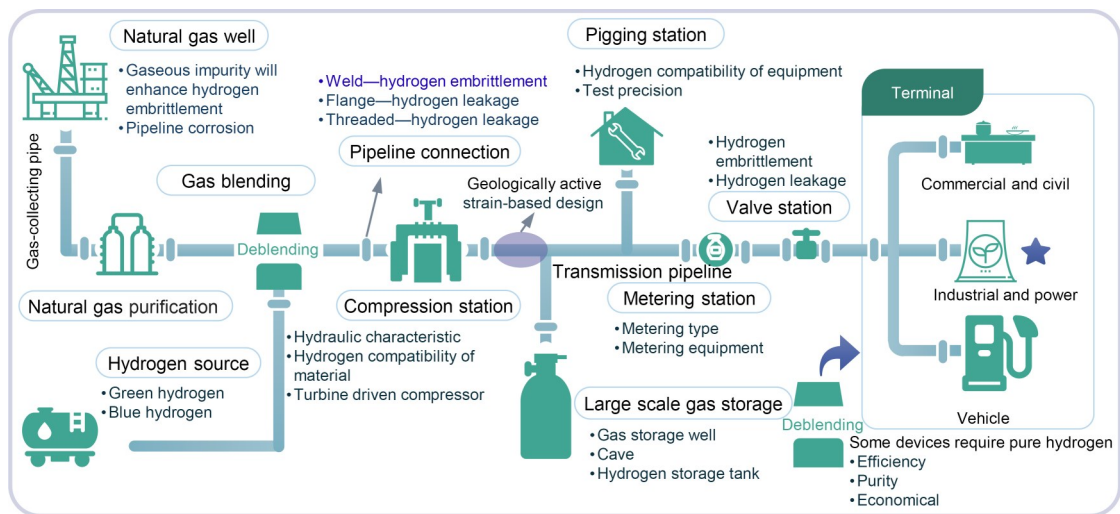 Natural gas well
•Gaseous impurity will
enhance hydrogen
embrittlement
•Pipeline corrosion
Gas-collecting pipe
•Weld—hydrogen embrittlement
•Flange—hydrogen leakage
•Threaded—hydrogen leakage
Pipeline connection
Pigging station
•Hydrogen compatibility of equipment
•Test precision
Terminal
Commercial and civil
Industrial and power
Vehicle
Gas blending
Deblending
Geologically active
strain-based design
•Hydrogen
embrittlement
•Hydrogen leakage
Valve station
Natural gas purification
Compression station
•Hydraulic characteristic
•Hydrogen compatibility of
material
•Turbine driven compressor
Transmission pipeline
Metering station
•Metering type
•Metering equipment
Hydrogen source
•Green hydrogen
•Blue hydrogen
Large scale gas storage
•Gas storage well
•Cave
•Hydrogen storage tank
Deblending
Some devices require pure hydrogen
•Efficiency
•Purity
•Economical